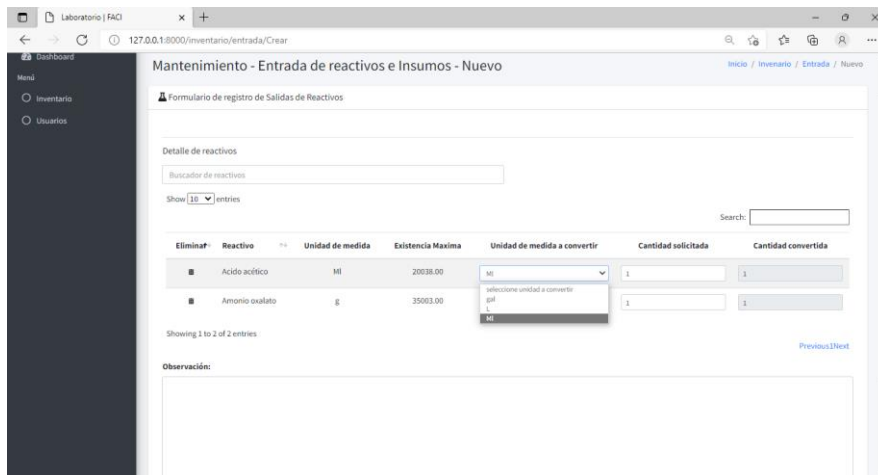 Laboratorio | FACI
127.0.0.1:8000/inventario/entrada/Crear
Dashboard
Menú
Inventario
Usuarios
Mantenimiento - Entrada de reactivos e Insumos - Nuevo
Inicio / Invenario / Entrada / Nuevo
Formulario de registro de Salidas de Reactivos
Detalle de reactivos
Buscador de reactivos
Show 10 entries
Search:
Eliminar Reactivo Unidad de medida Existencia Maxima Unidad de medida a convertir Cantidad solicitada Cantidad convertida
Acido acético Ml 20038.00 Ml 1 1
seleccione unidad a convertir
gal
L
Ml
Amonio oxalato g 35003.00 1 1
Showing 1 to 2 of 2 entries
Previous1Next
Observación: